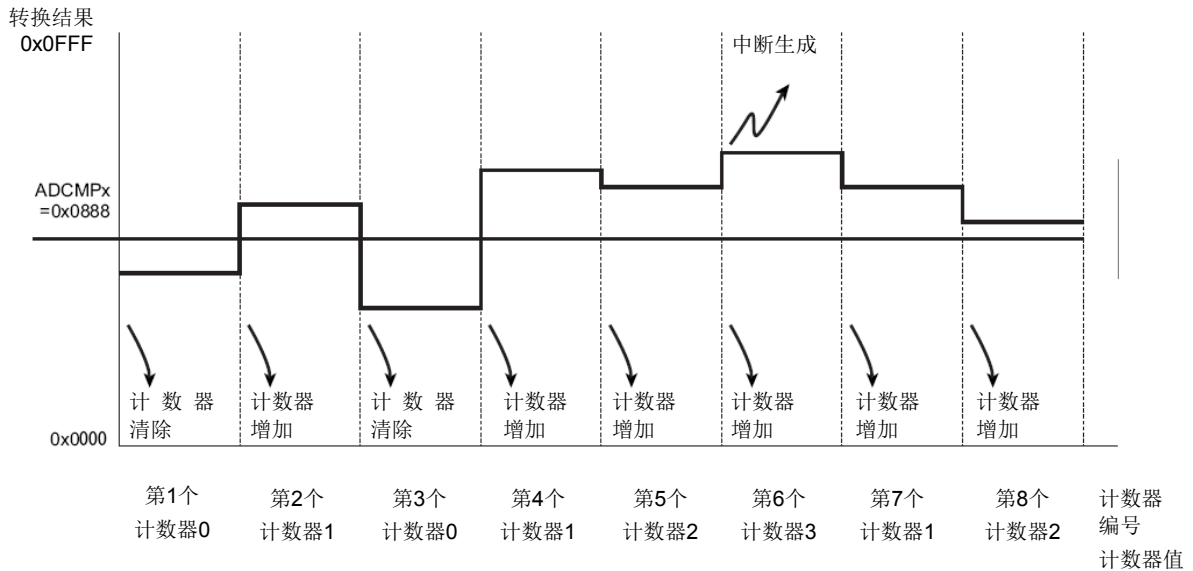 转换结果
0x0FFF
中断生成
ADCMPx
=0x0888
计 数 器
清除
计数器
增加
计 数 器
清除
计数器
增加
计数器
增加
计数器
增加
计数器
增加
计数器
增加
0x0000
第1个 第2个 第3个 第4个 第5个 第6个 第7个 第8个 计数器
编号
计数器0 计数器1 计数器0 计数器1 计数器2 计数器3 计数器1 计数器2
计数器值